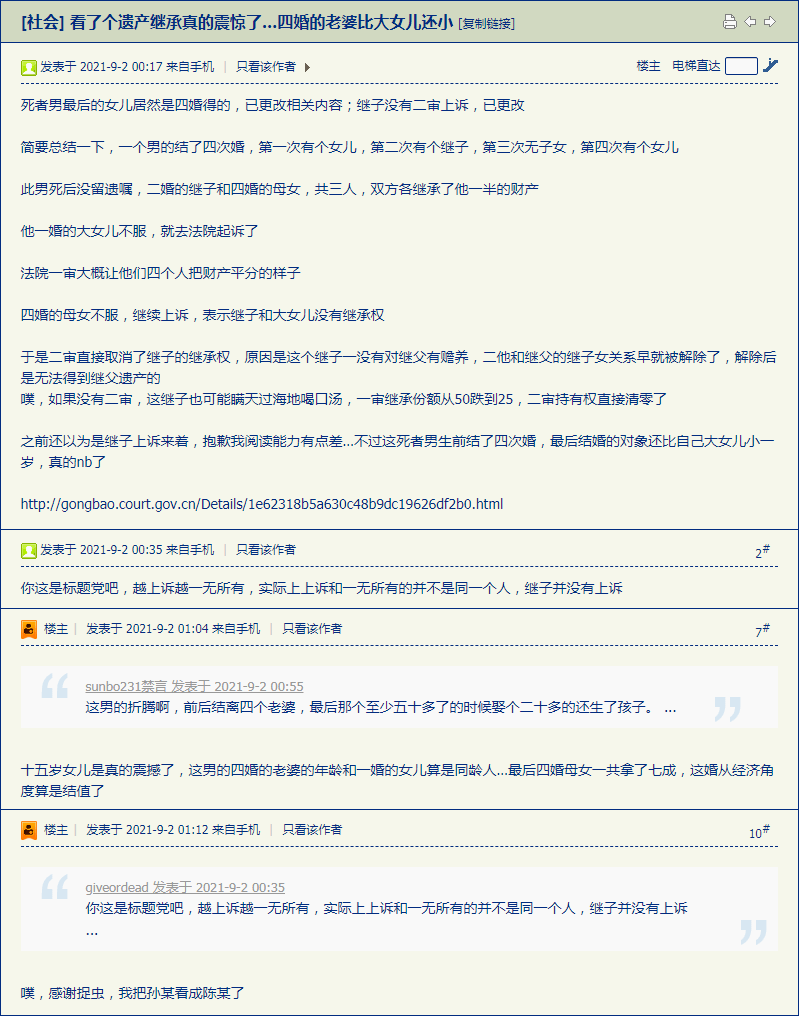 [社会] 看了个遗产继承真的震惊了...四婚的老婆比大女儿还小 [复制链接]
发表于 2021-9-2 00:17 来自手机 | 只看该作者
楼主 电梯直达
死者男最后的女儿居然是四婚得的，已更改相关内容；继子没有二审上诉，已更改
简要总结一下，一个男的结了四次婚，第一次有个女儿，第二次有个继子，第三次无子女，第四次有个女儿
此男死后没留遗嘱，二婚的继子和四婚的母女，共三人，双方各继承了他一半的财产
他一婚的大女儿不服，就去法院起诉了
法院一审大概让他们四个人把财产平分的样子
四婚的母女不服，继续上诉，表示继子和大女儿没有继承权
于是二审直接取消了继子的继承权，原因是这个继子一没有对继父有赡养，二他和继父的继子女关系早就被解除了，解除后
是无法得到继父遗产的
噗，如果没有二审，这继子也可能瞒天过海地喝口汤，一审继承份额从50跌到25，二审持有权直接清零了
之前还以为是继子上诉来着，抱歉我阅读能力有点差...不过这死者男生前结了四次婚，最后结婚的对象还比自己大女儿小一
岁，真的nb了
http://gongbao.court.gov.cn/Details/1e62318b5a630c48b9dc19626df2b0.html
发表于 2021-9-2 00:35 来自手机 | 只看该作者
2#
你这是标题党吧，越上诉越一无所有，实际上上诉和一无所有的并不是同一个人，继子并没有上诉
楼主 | 发表于 2021-9-2 01:04 来自手机 | 只看该作者
7#
sunbo231禁言 发表于 2021-9-2 00:55
这男的折腾啊，前后结离四个老婆，最后那个至少五十多了的时候娶个二十多的还生了孩子。 ...
十五岁女儿是真的震撼了，这男的四婚的老婆的年龄和一婚的女儿算是同龄人...最后四婚母女一共拿了七成，这婚从经济角
度算是结值了
楼主 | 发表于 2021-9-2 01:12 来自手机 | 只看该作者
10#
giveordead 发表于 2021-9-2 00:35
你这是标题党吧，越上诉越一无所有，实际上上诉和一无所有的并不是同一个人，继子并没有上诉
...
噗，感谢捉虫，我把孙某看成陈某了